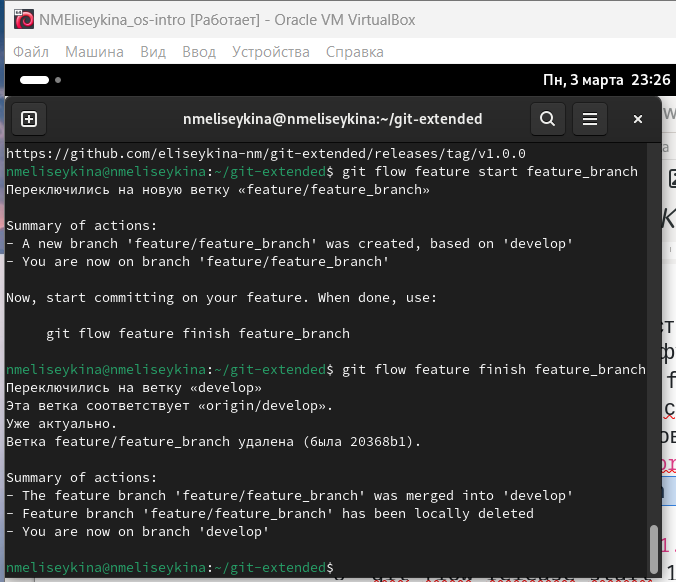 NMEliseykina_os-intro [Работает] - Oracle VM VirtualBox
Файл Машина Вид Ввод Устройства Справка
Пн, 3 марта 23:26
nmeliseykina@nmeliseykina:~/git-extended
https://github.com/eliseykina-nm/git-extended/releases/tag/v1.0.0
nmeliseykina@nmeliseykina:~/git-extended$ git flow feature start feature_branch
Переключились на новую ветку «feature/feature_branch»
Summary of actions:
- A new branch 'feature/feature_branch' was created, based on 'develop'
- You are now on branch 'feature/feature_branch'
Now, start committing on your feature. When done, use:
git flow feature finish feature_branch
nmeliseykina@nmeliseykina:~/git-extended$ git flow feature finish feature_branch
Переключились на ветку «develop»
Эта ветка соответствует «origin/develop».
Уже актуально.
Ветка feature/feature_branch удалена (была 20368b1).
Summary of actions:
- The feature branch 'feature/feature_branch' was merged into 'develop'
- Feature branch 'feature/feature_branch' has been locally deleted
- You are now on branch 'develop'
nmeliseykina@nmeliseykina:~/git-extended$